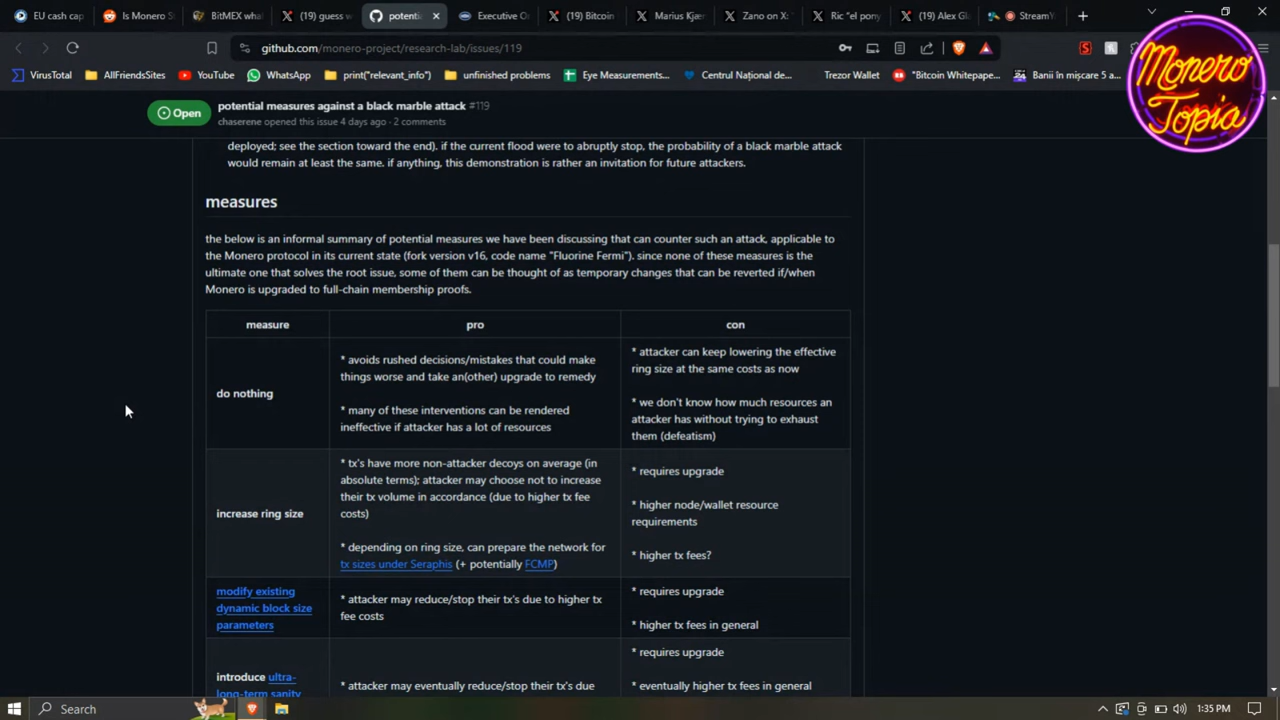 EU cash cap
Is Monero S
BitMEX wha
(19) guess w
potenti
Executive O
(19) Bitcoin
Marius Kjær
Zano on X:
Ric "el pony
(19) Alex Gl
StreamY
github.com/monero-project/research-lab/issues/119
VirusTotal
AllFriendsSites
YouTube
WhatsApp
print("relevant_info")
unfinished problems
Eye Measurements...
Centrul Național de...
Trezor Wallet
"Bitcoin Whitepape...
Banii în mișcare 5 a...
Monero
Topia
Open
potential measures against a black marble attack #119
chaserene opened this issue 4 days ago · 2 comments
deployed; see the section toward the end). if the current flood were to abruptly stop, the probability of a black marble attack
would remain at least the same. if anything, this demonstration is rather an invitation for future attackers.
measures
the below is an informal summary of potential measures we have been discussing that can counter such an attack, applicable to
the Monero protocol in its current state (fork version v16, code name "Fluorine Fermi"). since none of these measures is the
ultimate one that solves the root issue, some of them can be thought of as temporary changes that can be reverted if/when
Monero is upgraded to full-chain membership proofs.
measure
pro
con
do nothing
* avoids rushed decisions/mistakes that could make
things worse and take an(other) upgrade to remedy
* many of these interventions can be rendered
ineffective if attacker has a lot of resources
* attacker can keep lowering the effective
ring size at the same costs as now
* we don't know how much resources an
attacker has without trying to exhaust
them (defeatism)
increase ring size
* tx's have more non-attacker decoys on average (in
absolute terms); attacker may choose not to increase
their tx volume in accordance (due to higher tx fee
costs)
* depending on ring size, can prepare the network for
tx sizes under Seraphis (+ potentially FCMP)
* requires upgrade
* higher node/wallet resource
requirements
* higher tx fees?
modify existing
dynamic block size
parameters
* attacker may reduce/stop their tx's due to higher tx
fee costs
* requires upgrade
* higher tx fees in general
introduce ultra-
long-term sanity
* attacker may eventually reduce/stop their tx's due
* requires upgrade
* eventually higher tx fees in general
Search
1:35 PM